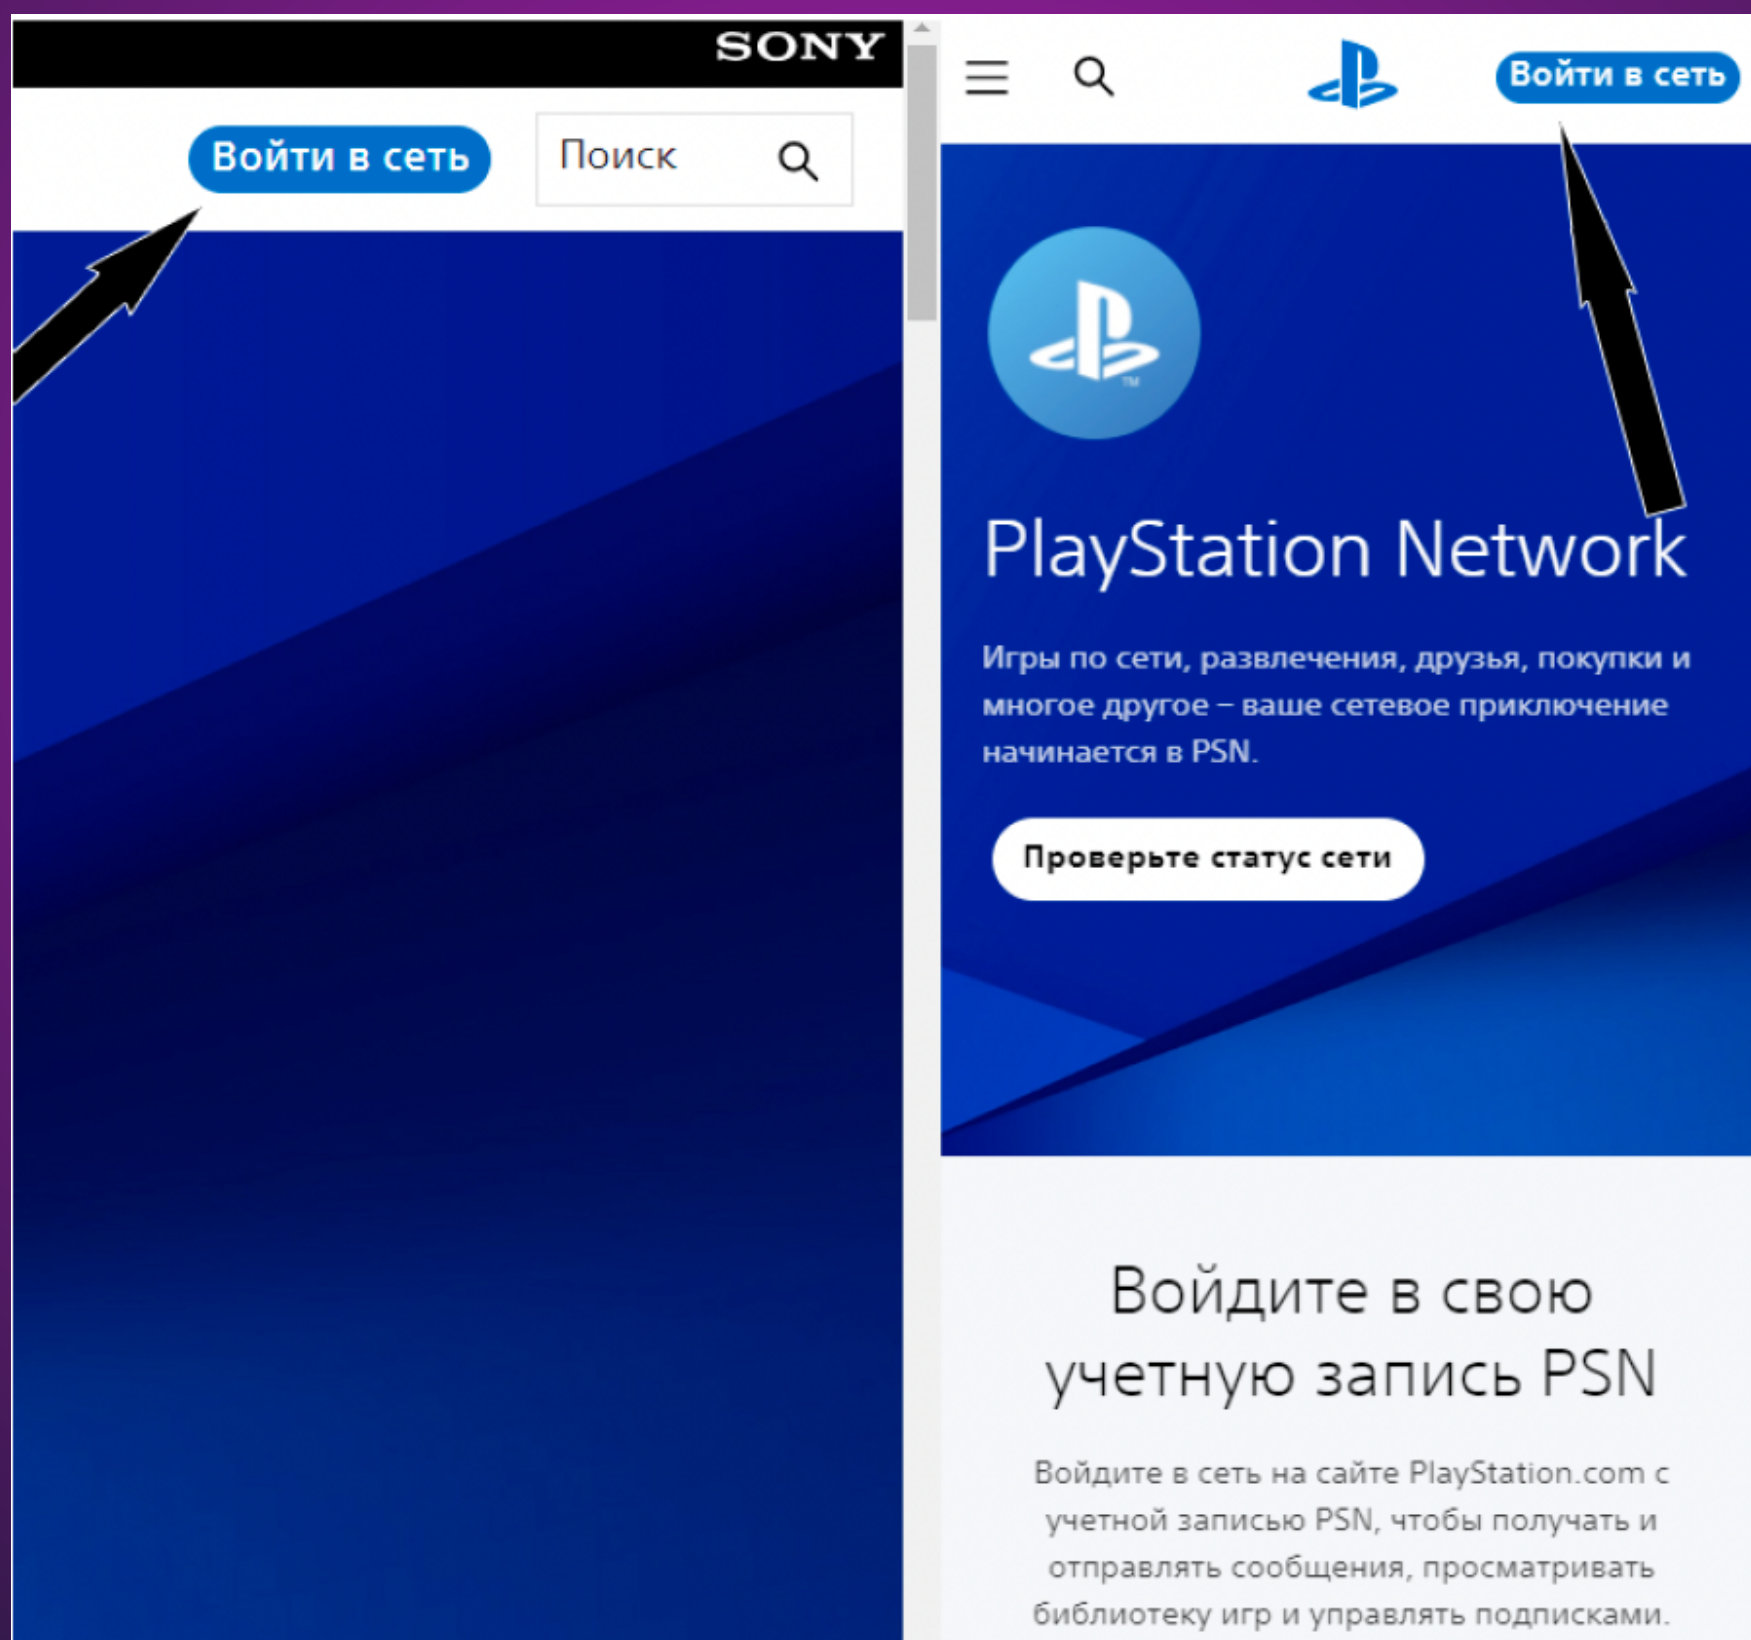 SONY
Войти в сеть
Поиск
Войти в сеть
TM
PlayStation Network
Игры по сети, развлечения, друзья, покупки и
многое другое – ваше сетевое приключение
начинается в PSN.
Проверьте статус сети
Войдите в свою
учетную запись PSN
Войдите в сеть на сайте PlayStation.com с
учетной записью PSN, чтобы получать и
отправлять сообщения, просматривать
библиотеку игр и управлять подписками.